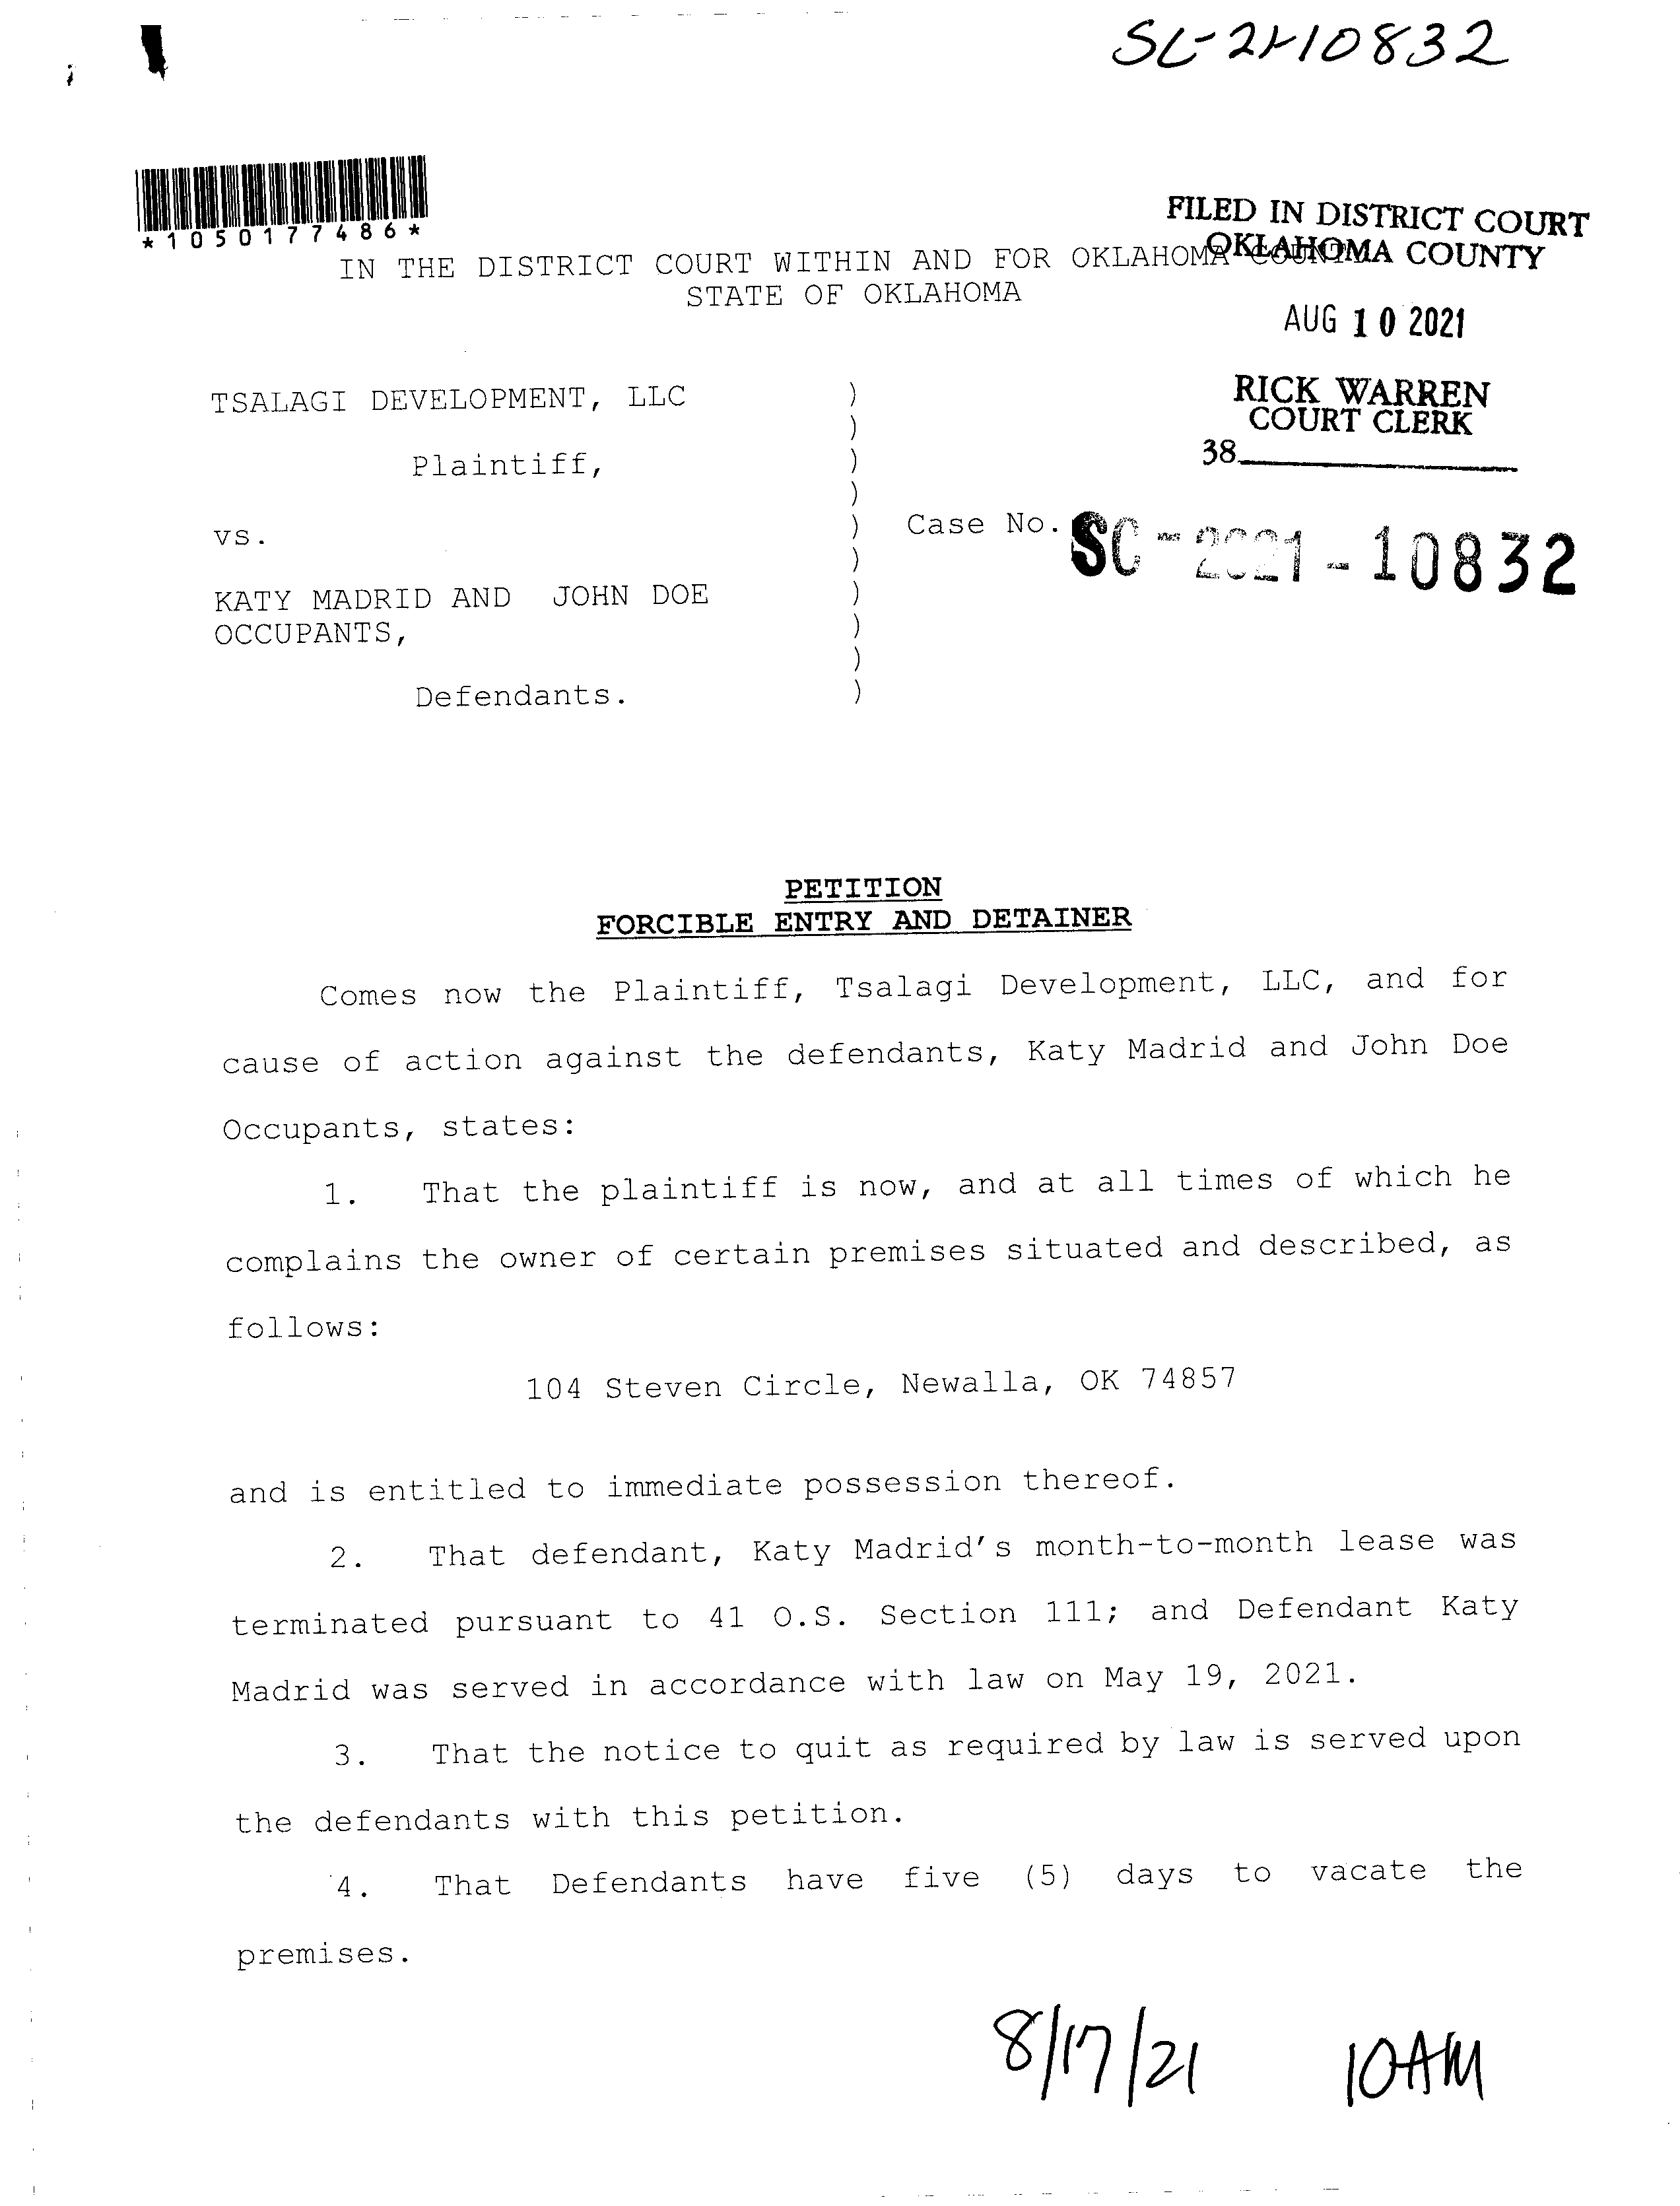 SC-21-10832
*1050177486*
FILED IN DISTRICT COURT
OKLAHOMA COUNTY
IN THE DISTRICT COURT WITHIN AND FOR OKLAHOMA COUNTY
STATE OF OKLAHOMA
AUG 10 2021
RICK WARREN
COURT CLERK
38
TSALAGI DEVELOPMENT, LLC )
)
Plaintiff, )
)
vs. ) Case No. SC-2021-10832
)
KATY MADRID AND JOHN DOE )
OCCUPANTS, )
)
Defendants. )
PETITION
FORCIBLE ENTRY AND DETAINER
Comes now the Plaintiff, Tsalagi Development, LLC, and for
cause of action against the defendants, Katy Madrid and John Doe
Occupants, states:
1. That the plaintiff is now, and at all times of which he
complains the owner of certain premises situated and described, as
follows:
104 Steven Circle, Newalla, OK 74857
and is entitled to immediate possession thereof.
2. That defendant, Katy Madrid's month-to-month lease was
terminated pursuant to 41 O.S. Section 111; and Defendant Katy
Madrid was served in accordance with law on May 19, 2021.
3. That the notice to quit as required by law is served upon
the defendants with this petition.
4. That Defendants have five (5) days to vacate the
premises.
8/17/21 10AM